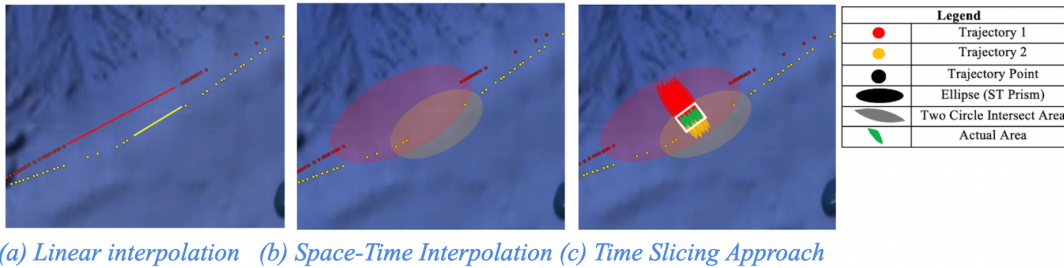 Legend
Trajectory 1
Trajectory 2
Trajectory Point
Ellipse (ST Prism)
Two Circle Intersect Area
Actual Area
(a) Linear interpolation (b) Space-Time Interpolation (c) Time Slicing Approach